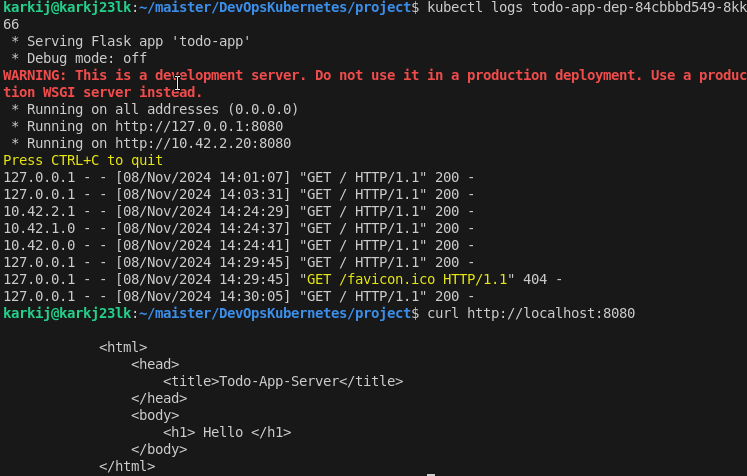 karkij@karkj23lk:~/maister/DevOpsKubernetes/project$ kubectl logs todo-app-dep-84cbbbd549-8kk
66
 * Serving Flask app 'todo-app'
 * Debug mode: off
WARNING: This is a development server. Do not use it in a production deployment. Use a produc
tion WSGI server instead.
 * Running on all addresses (0.0.0.0)
 * Running on http://127.0.0.1:8080
 * Running on http://10.42.2.20:8080
Press CTRL+C to quit
127.0.0.1 - - [08/Nov/2024 14:01:07] "GET / HTTP/1.1" 200 -
127.0.0.1 - - [08/Nov/2024 14:03:31] "GET / HTTP/1.1" 200 -
10.42.2.1 - - [08/Nov/2024 14:24:29] "GET / HTTP/1.1" 200 -
10.42.1.0 - - [08/Nov/2024 14:24:37] "GET / HTTP/1.1" 200 -
10.42.0.0 - - [08/Nov/2024 14:24:41] "GET / HTTP/1.1" 200 -
127.0.0.1 - - [08/Nov/2024 14:29:45] "GET / HTTP/1.1" 200 -
127.0.0.1 - - [08/Nov/2024 14:29:45] "GET /favicon.ico HTTP/1.1" 404 -
127.0.0.1 - - [08/Nov/2024 14:30:05] "GET / HTTP/1.1" 200 -
karkij@karkj23lk:~/maister/DevOpsKubernetes/project$ curl http://localhost:8080
            <html>
                <head>
                    <title>Todo-App-Server</title>
                </head>
                <body>
                    <h1> Hello </h1>
                </body>
            </html>